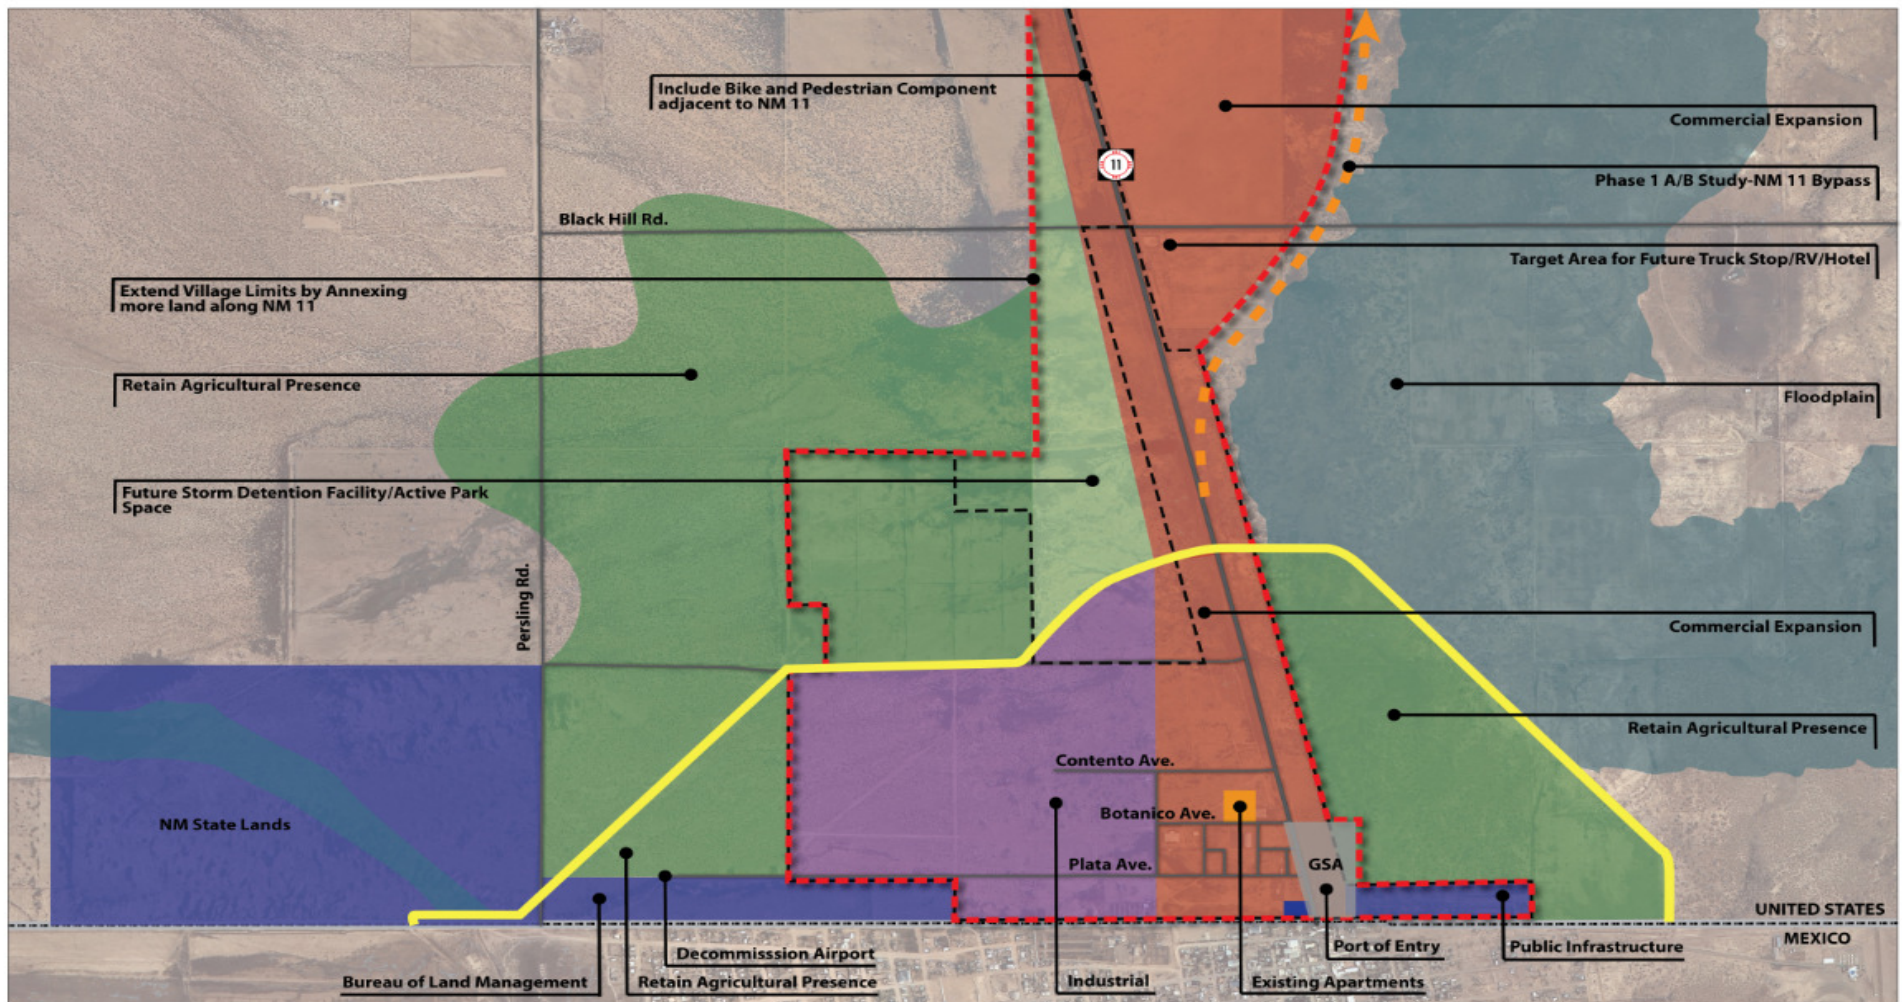 Include Bike and Pedestrian Component
adjacent to NM 11
Commercial Expansion
11
Phase 1 A/B Study-NM 11 Bypass
Black Hill Rd.
Target Area for Future Truck Stop/RV/Hotel
Extend Village Limits by Annexing
more land along NM 11
Retain Agricultural Presence
Floodplain
Future Storm Detention Facility/Active Park
Space
Persling Rd.
Commercial Expansion
Retain Agricultural Presence
Contento Ave.
Botanico Ave.
NM State Lands
Plata Ave.
GSA
UNITED STATES
MEXICO
Decommisssion Airport
Port of Entry
Public Infrastructure
Bureau of Land Management
Retain Agricultural Presence
Industrial
Existing Apartments